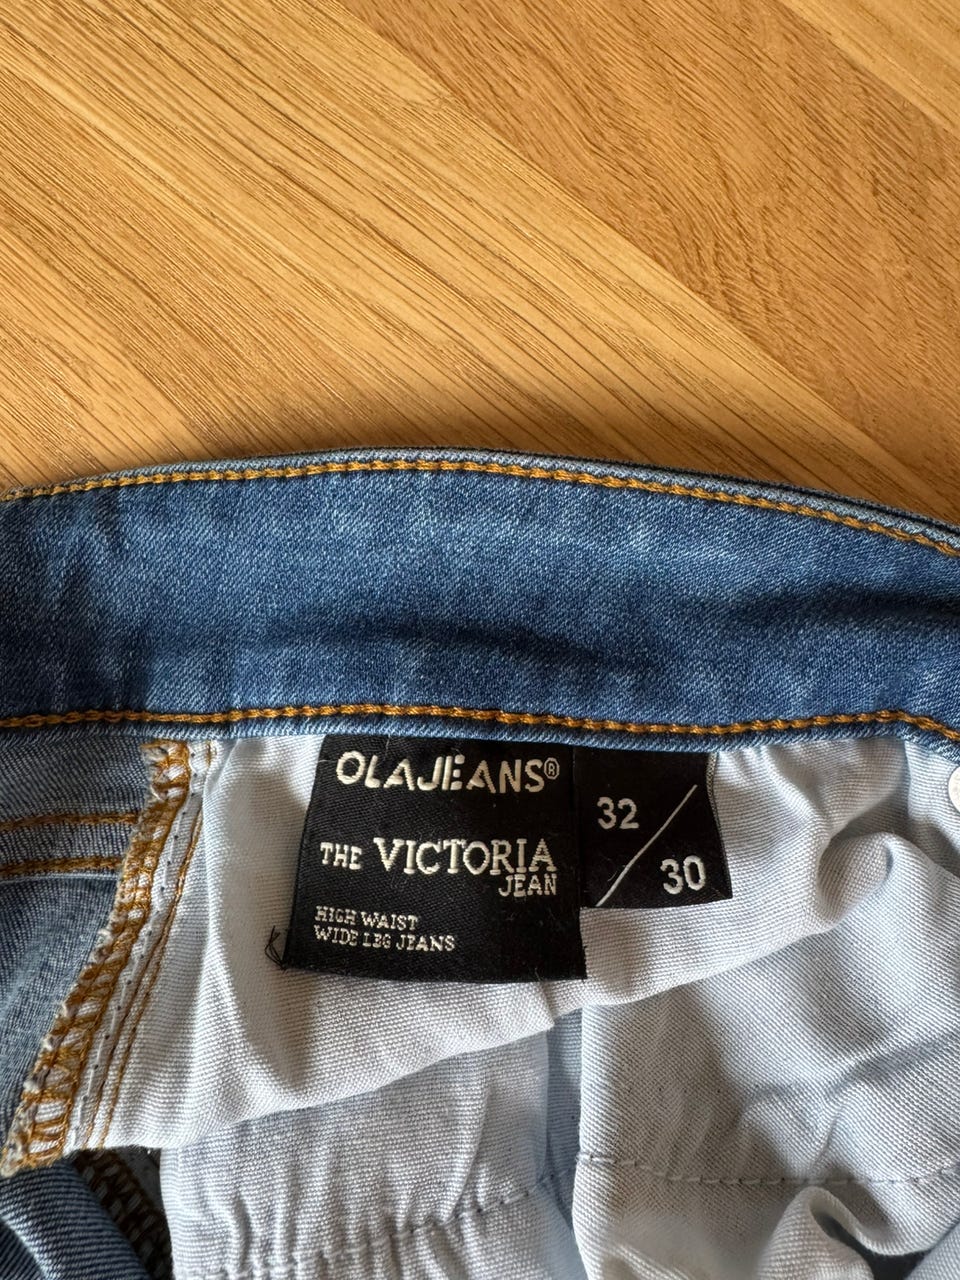 OLAJEANS®
THE VICTORIA
JEAN
HIGH WAIST
WIDE LEG JEANS
32/30